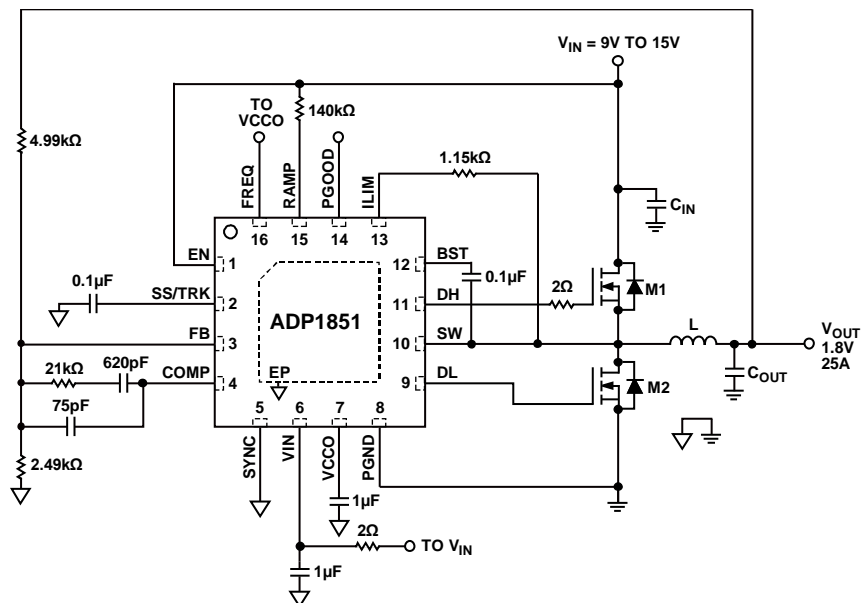 V_IN = 9V TO 15V
TO
VCCO
140kΩ
4.99kΩ
1.15kΩ
FREQ
RAMP
PGOOD
ILIM
C_IN
16
15
14
13
EN
1
12
BST
0.1µF
2Ω
M1
0.1µF
SS/TRK
2
11
DH
ADP1851
L
V_OUT
1.8V
25A
FB
3
10
SW
21kΩ
620pF
COMP
4
EP
9
DL
M2
C_OUT
75pF
5
6
7
8
2.49kΩ
SYNC
VIN
VCCO
PGND
1µF
2Ω
TO V_IN
1µF